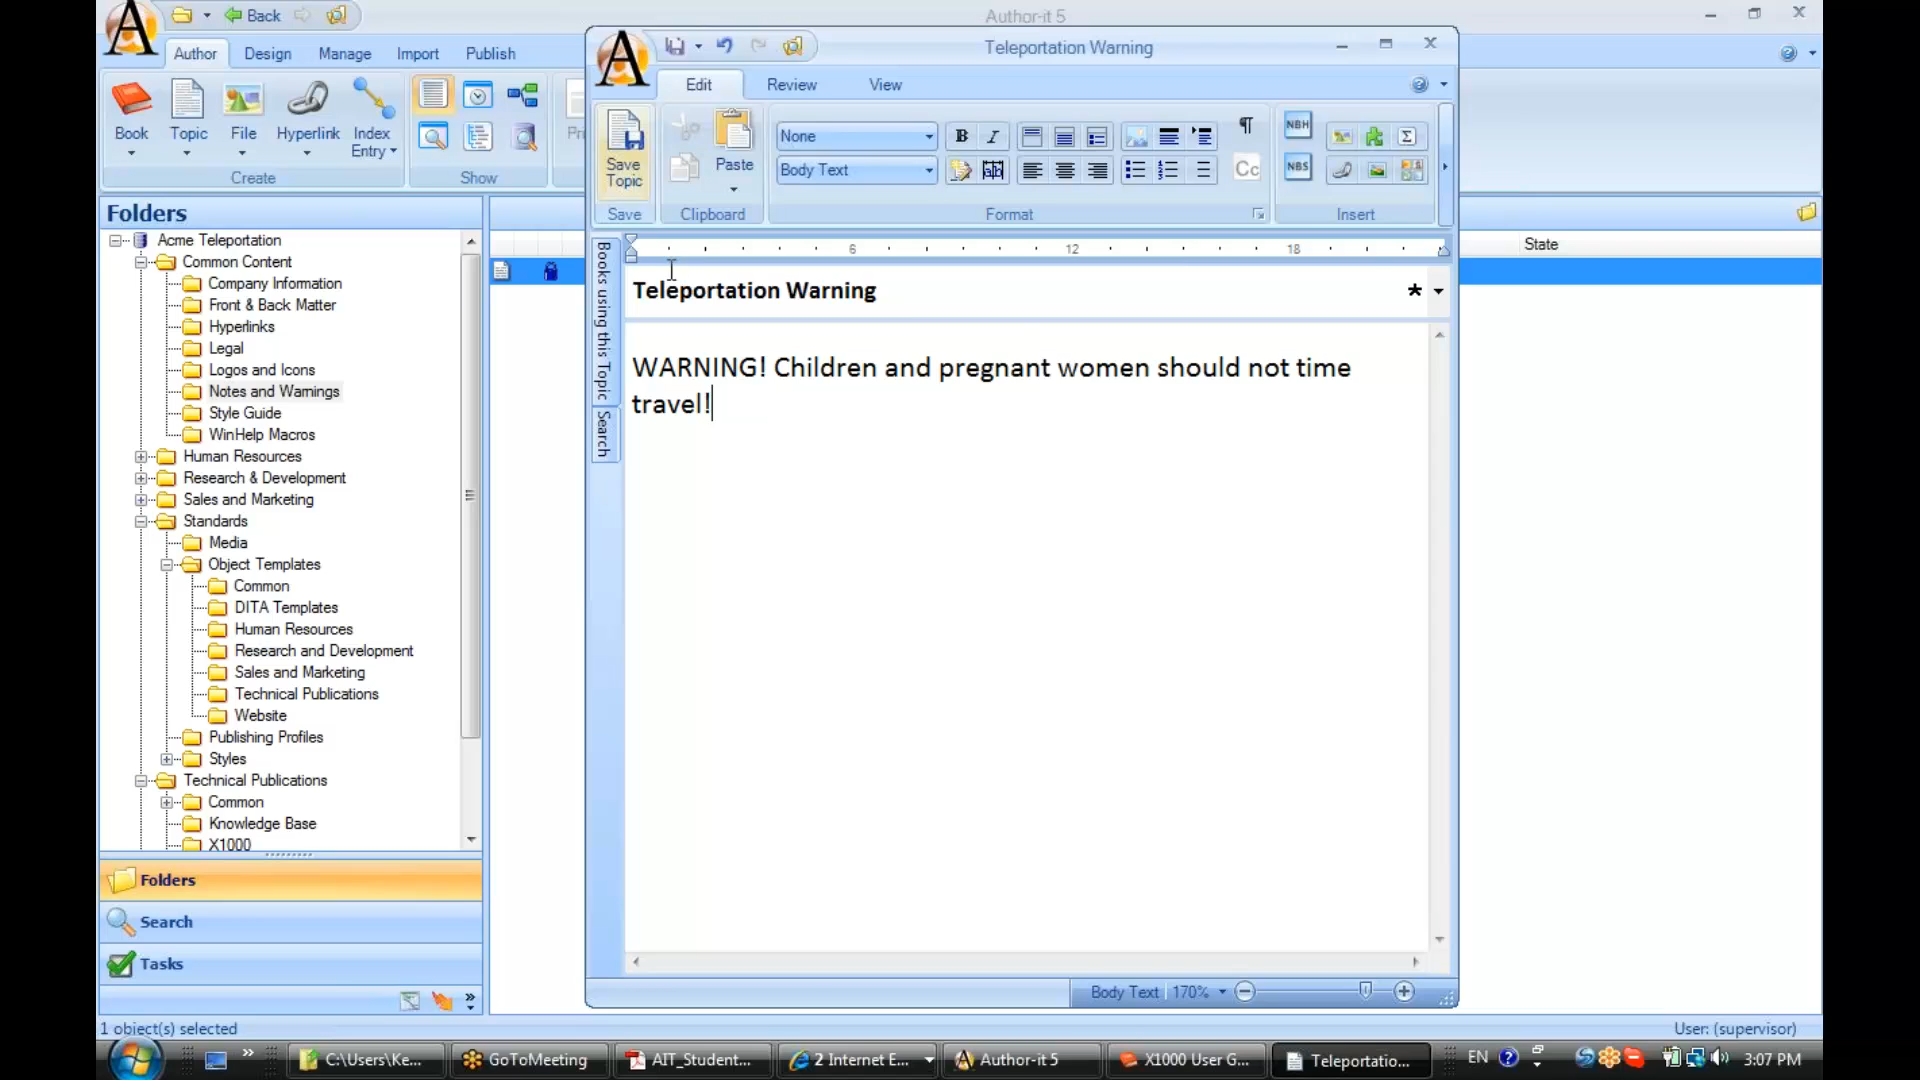 Back
Author-it 5
Author
Design
Manage
Import
Publish
Book
Topic
File
Hyperlink
Index
Entry
Create
Show
Teleportation Warning
Edit
Review
View
Save
Topic
Save
Paste
Clipboard
None
Body Text
B
I
Cc
Format
NBH
NBS
Σ
Insert
Folders
Acme Teleportation
Common Content
Company Information
Front & Back Matter
Hyperlinks
Legal
Logos and Icons
Notes and Warnings
Style Guide
WinHelp Macros
Human Resources
Research & Development
Sales and Marketing
Standards
Media
Object Templates
Common
DITA Templates
Human Resources
Research and Development
Sales and Marketing
Technical Publications
Website
Publishing Profiles
Styles
Technical Publications
Common
Knowledge Base
X1000
Folders
Search
Tasks
1 object(s) selected
Books using this Topic
Search
6
12
18
Teleportation Warning
*
WARNING! Children and pregnant women should not time
travel!
Body Text
170%
State
User: (supervisor)
C:\Users\Ke...
GoToMeeting
AIT_Student...
2 Internet E...
Author-it 5
X1000 User G...
Teleportatio...
EN
3:07 PM